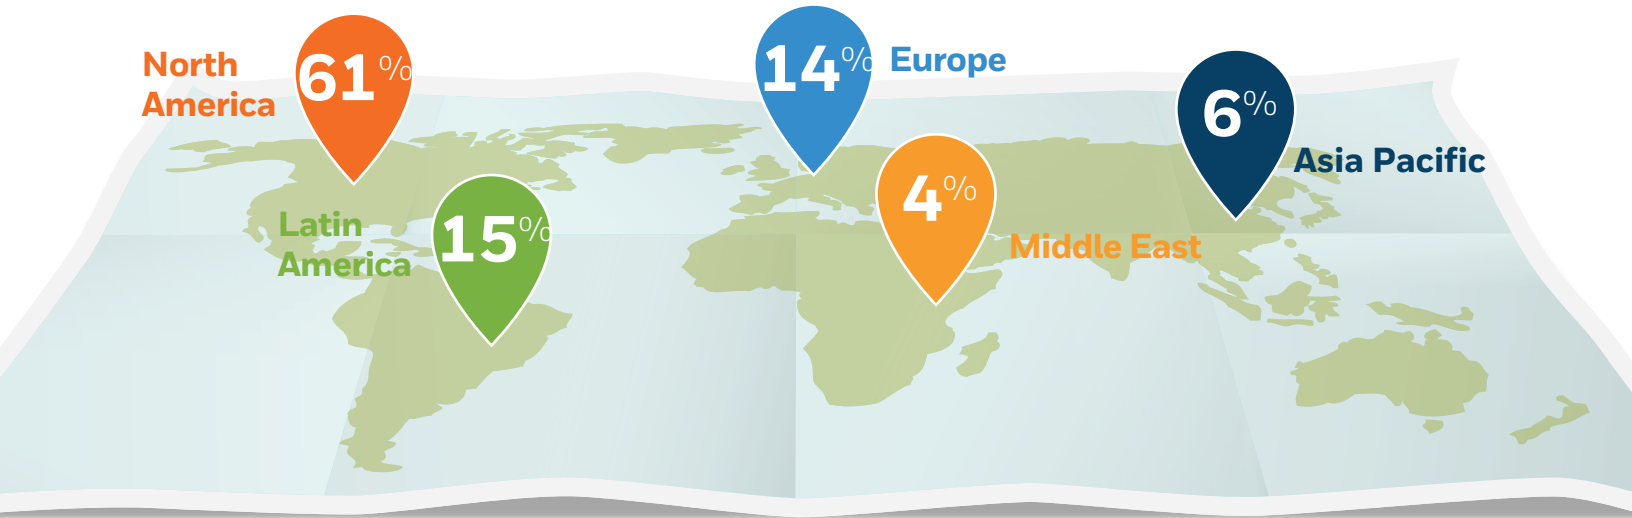 North
America
61%
Latin
America
15%
14%
Europe
4%
Middle East
6%
Asia Pacific